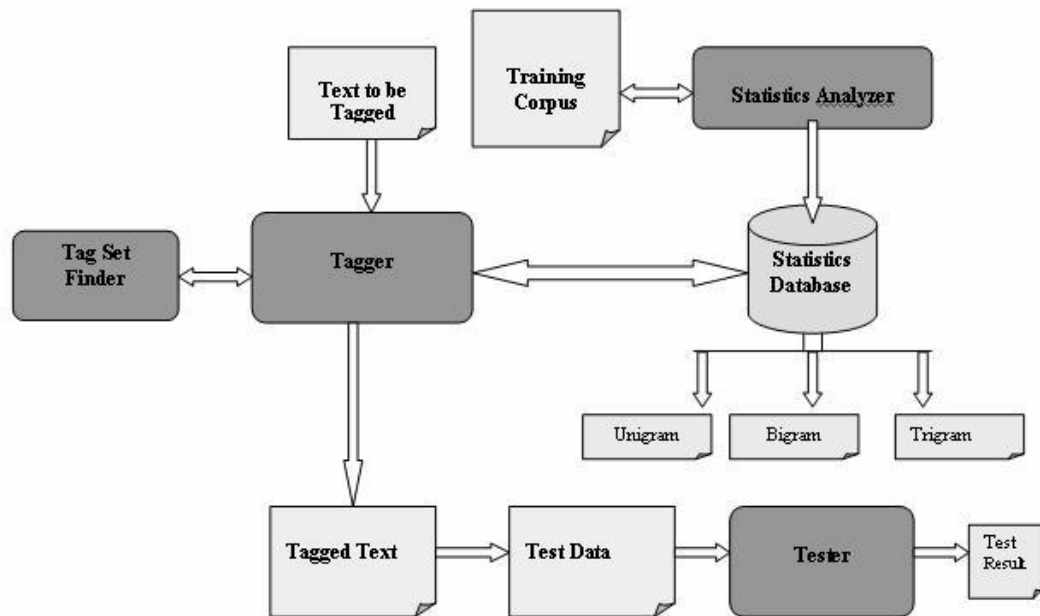 Text to be
Tagged
Training
Corpus
Statistics Analyzer
Tag Set
Finder
Tagger
Statistics
Database
Unigram
Bigram
Trigram
Tagged Text
Test Data
Tester
Test
Result